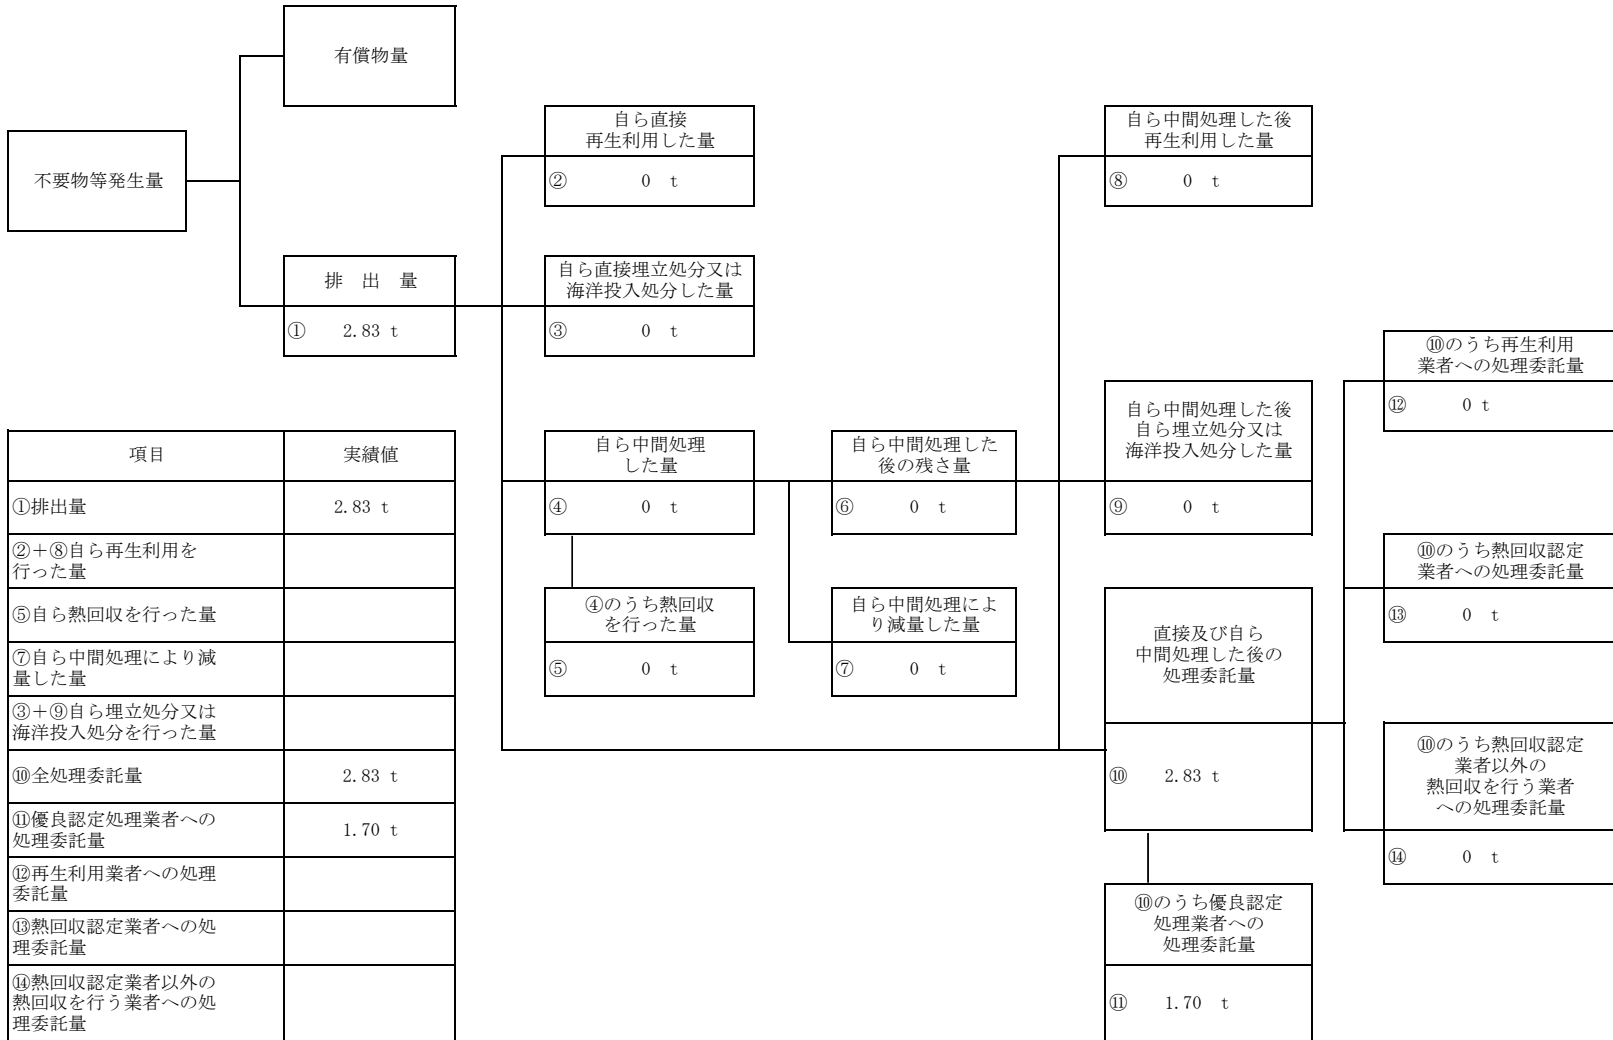 有償物量
不要物等発生量
排　出　量
① 2.83 t
自ら直接
再生利用した量
② 0 t
自ら直接埋立処分又は
海洋投入処分した量
③ 0 t
自ら中間処理
した量
④ 0 t
④のうち熱回収
を行った量
⑤ 0 t
自ら中間処理した
後の残さ量
⑥ 0 t
自ら中間処理によ
り減量した量
⑦ 0 t
自ら中間処理した後
再生利用した量
⑧ 0 t
自ら中間処理した後
自ら埋立処分又は
海洋投入処分した量
⑨ 0 t
直接及び自ら
中間処理した後の
処理委託量
⑩ 2.83 t
⑩のうち優良認定
処理業者への
処理委託量
⑪ 1.70 t
⑩のうち再生利用
業者への処理委託量
⑫ 0 t
⑩のうち熱回収認定
業者への処理委託量
⑬ 0 t
⑩のうち熱回収認定
業者以外の
熱回収を行う業者
への処理委託量
⑭ 0 t
項目 実績値
①排出量 2.83 t
②＋⑧自ら再生利用を
行った量
⑤自ら熱回収を行った量
⑦自ら中間処理により減
量した量
③＋⑨自ら埋立処分又は
海洋投入処分を行った量
⑩全処理委託量 2.83 t
⑪優良認定処理業者への
処理委託量 1.70 t
⑫再生利用業者への処理
委託量
⑬熱回収認定業者への処
理委託量
⑭熱回収認定業者以外の
熱回収を行う業者への処
理委託量